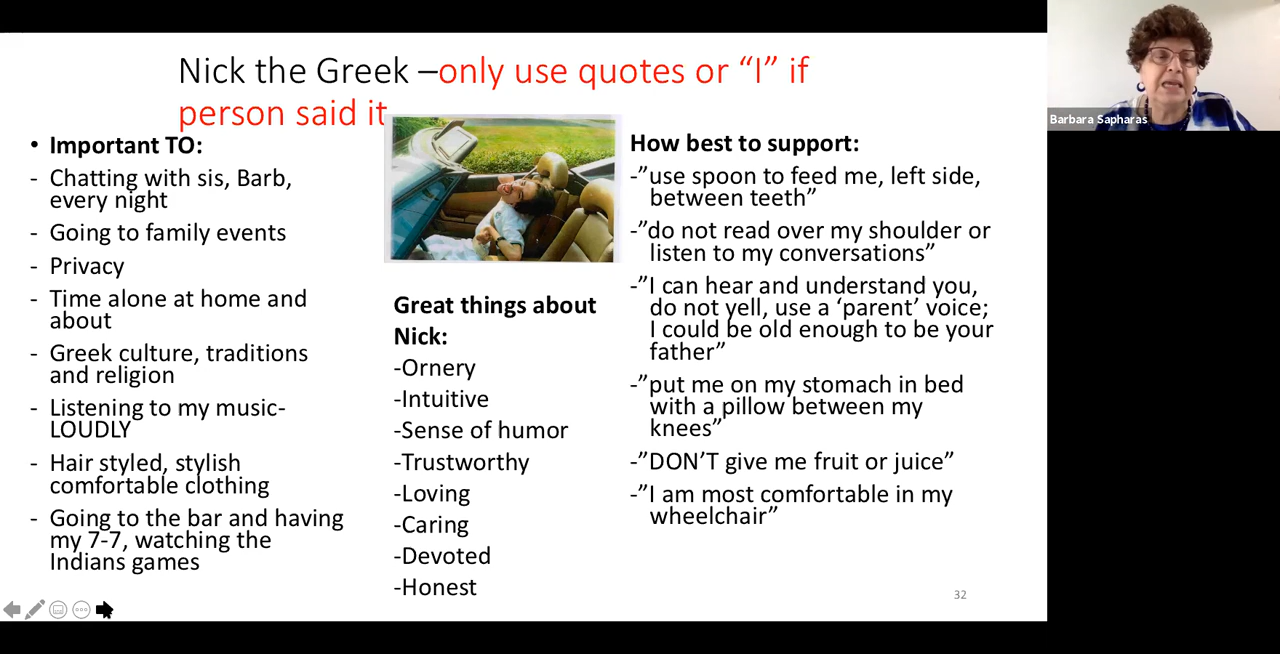 Nick the Greek –only use quotes or “I” if
person said it
• Important TO:
- Chatting with sis, Barb,
every night
- Going to family events
- Privacy
- Time alone at home and
about
- Greek culture, traditions
and religion
- Listening to my music-
LOUDLY
- Hair styled, stylish
comfortable clothing
- Going to the bar and having
my 7-7, watching the
Indians games
Great things about
Nick:
-Ornery
-Intuitive
-Sense of humor
-Trustworthy
-Loving
-Caring
-Devoted
-Honest
How best to support:
-”use spoon to feed me, left side,
between teeth”
-”do not read over my shoulder or
listen to my conversations”
-”I can hear and understand you,
do not yell, use a ‘parent’ voice;
I could be old enough to be your
father”
-”put me on my stomach in bed
with a pillow between my
knees”
-”DON’T give me fruit or juice”
-”I am most comfortable in my
wheelchair”
32
Barbara Sapharas